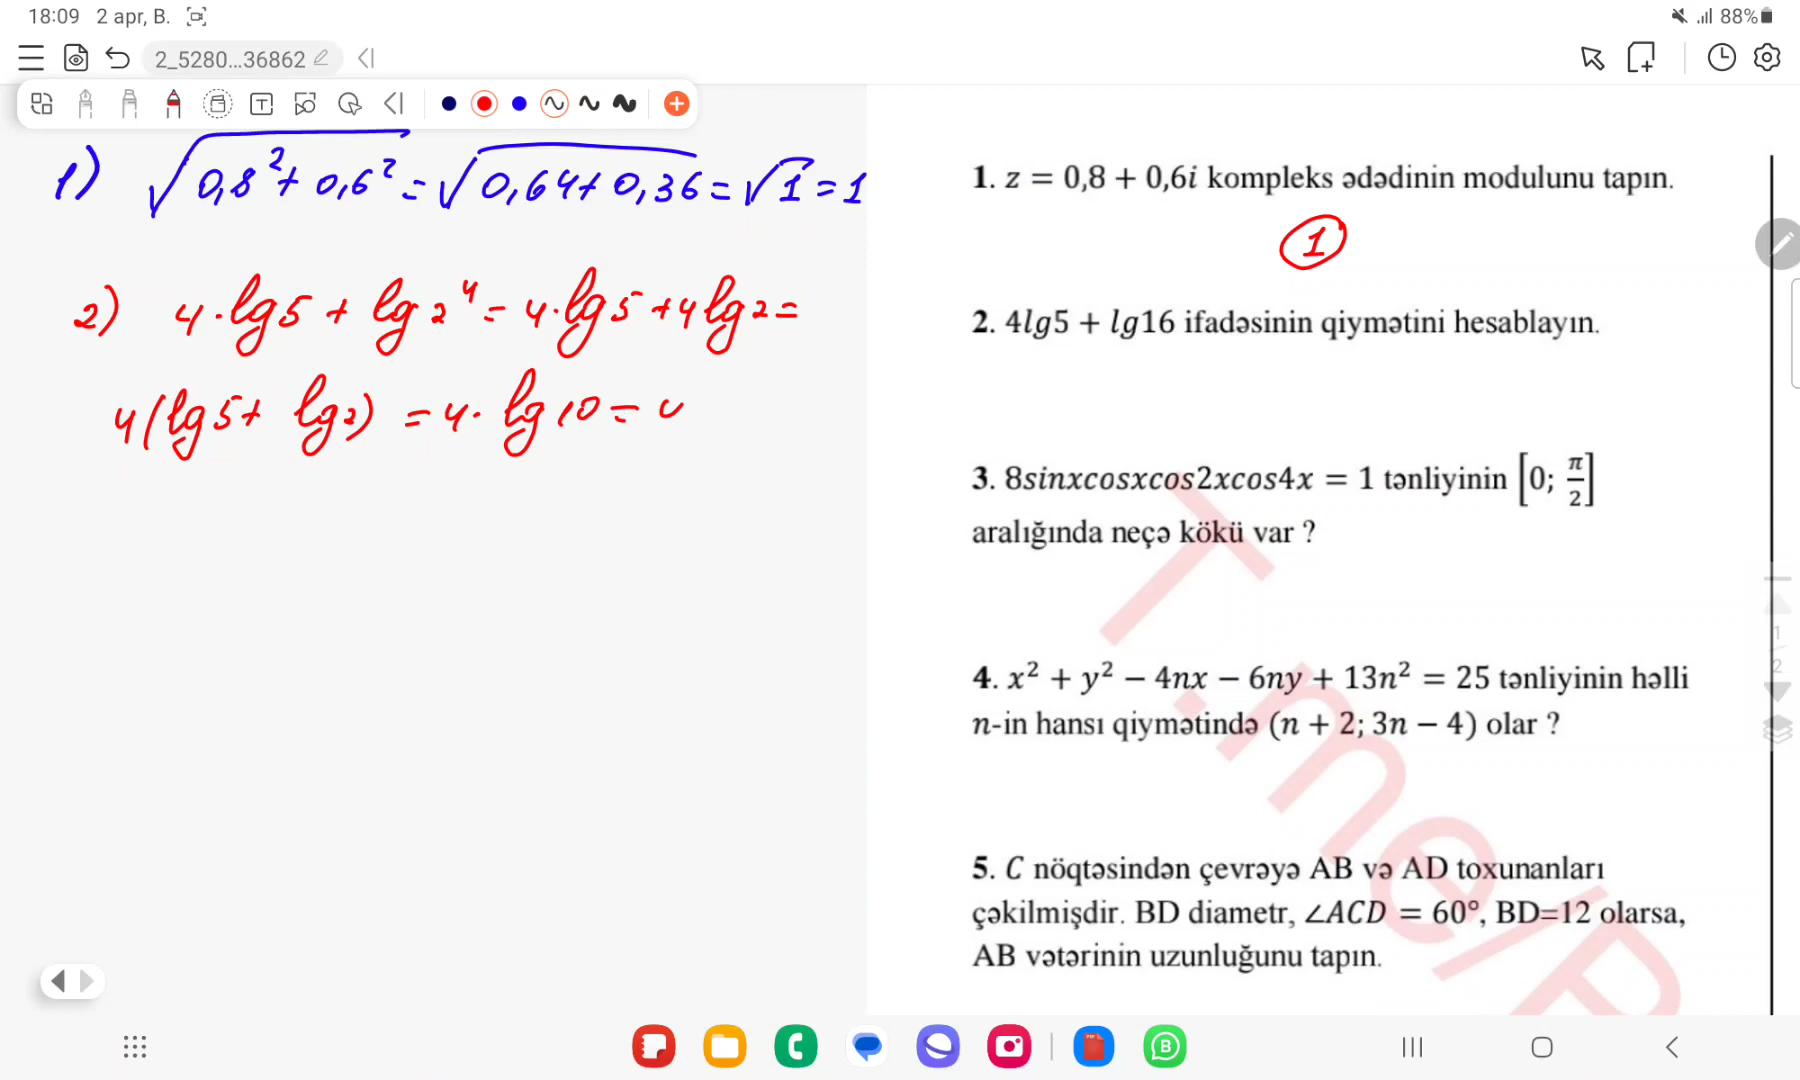 18:09 2 apr, B. 88%
2_5280...36862
1) √0,8² + 0,6² = √0,64 + 0,36 = √1 = 1
2) 4·lg5 + lg2⁴ = 4·lg5 + 4lg2 =
4(lg5 + lg2) = 4·lg10 = 4
1. z = 0,8 + 0,6i kompleks ədədinin modulunu tapın.
1
2. 4lg5 + lg16 ifadəsinin qiymətini hesablayın.
3. 8sinxcosxcos2xcos4x = 1 tənliyinin [0; π/2]
aralığında neçə kökü var ?
4. x² + y² − 4nx − 6ny + 13n² = 25 tənliyinin həlli
n-in hansı qiymətində (n + 2; 3n − 4) olar ?
5. C nöqtəsindən çevrəyə AB və AD toxunanları
çəkilmişdir. BD diametr, ∠ACD = 60°, BD=12 olarsa,
AB vətərinin uzunluğunu tapın.
T.me/P
1
2